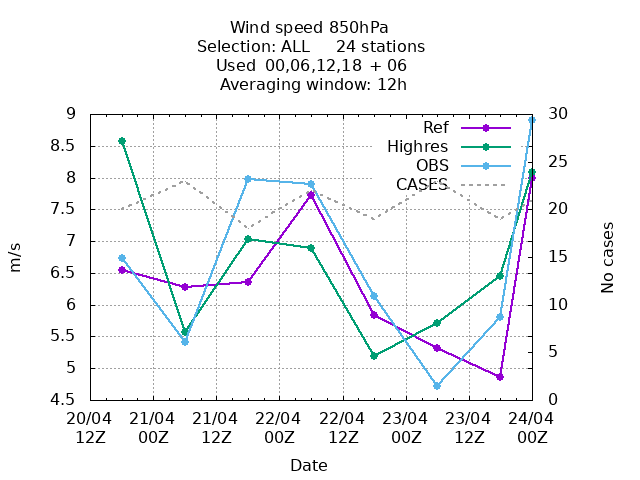 Wind speed 850hPa
Selection: ALL 24 stations
Used 00,06,12,18 + 06
Averaging window: 12h
9
8.5
8
7.5
7
6.5
6
5.5
5
4.5
m/s
30
25
20
15
10
5
0
No cases
Ref
Highres
OBS
CASES
20/04 21/04 21/04 22/04 22/04 23/04 23/04 24/04
12Z 00Z 12Z 00Z 12Z 00Z 12Z 00Z
Date